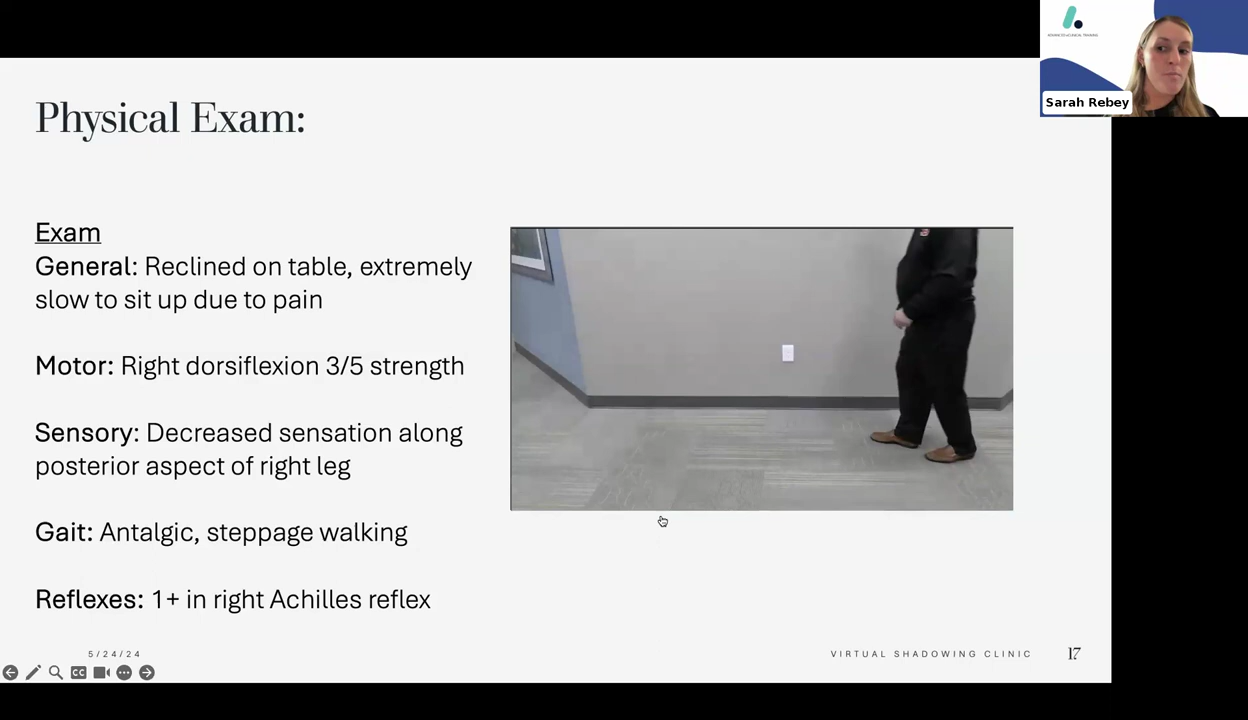 Physical Exam:
Exam
General: Reclined on table, extremely
slow to sit up due to pain
Motor: Right dorsiflexion 3/5 strength
Sensory: Decreased sensation along
posterior aspect of right leg
Gait: Antalgic, steppage walking
Reflexes: 1+ in right Achilles reflex
5/24/24
VIRTUAL SHADOWING CLINIC
17
CC
Sarah Rebey